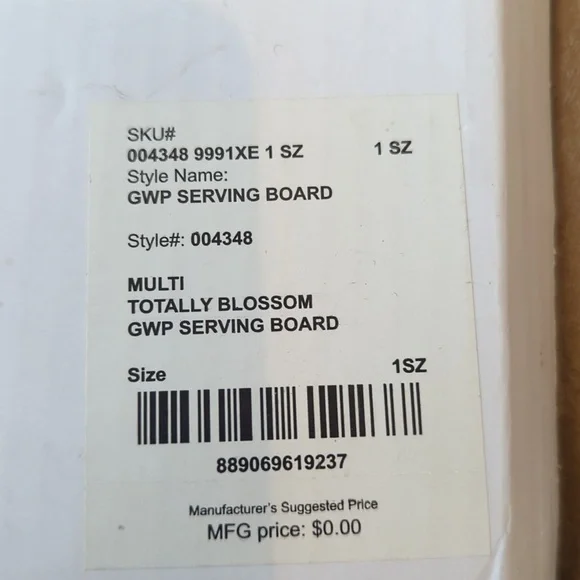 SKU#
004348 9991XE 1 SZ 1 SZ
Style Name:
GWP SERVING BOARD
Style#: 004348
MULTI
TOTALLY BLOSSOM
GWP SERVING BOARD
Size 1SZ
889069619237
Manufacturer's Suggested Price
MFG price: $0.00